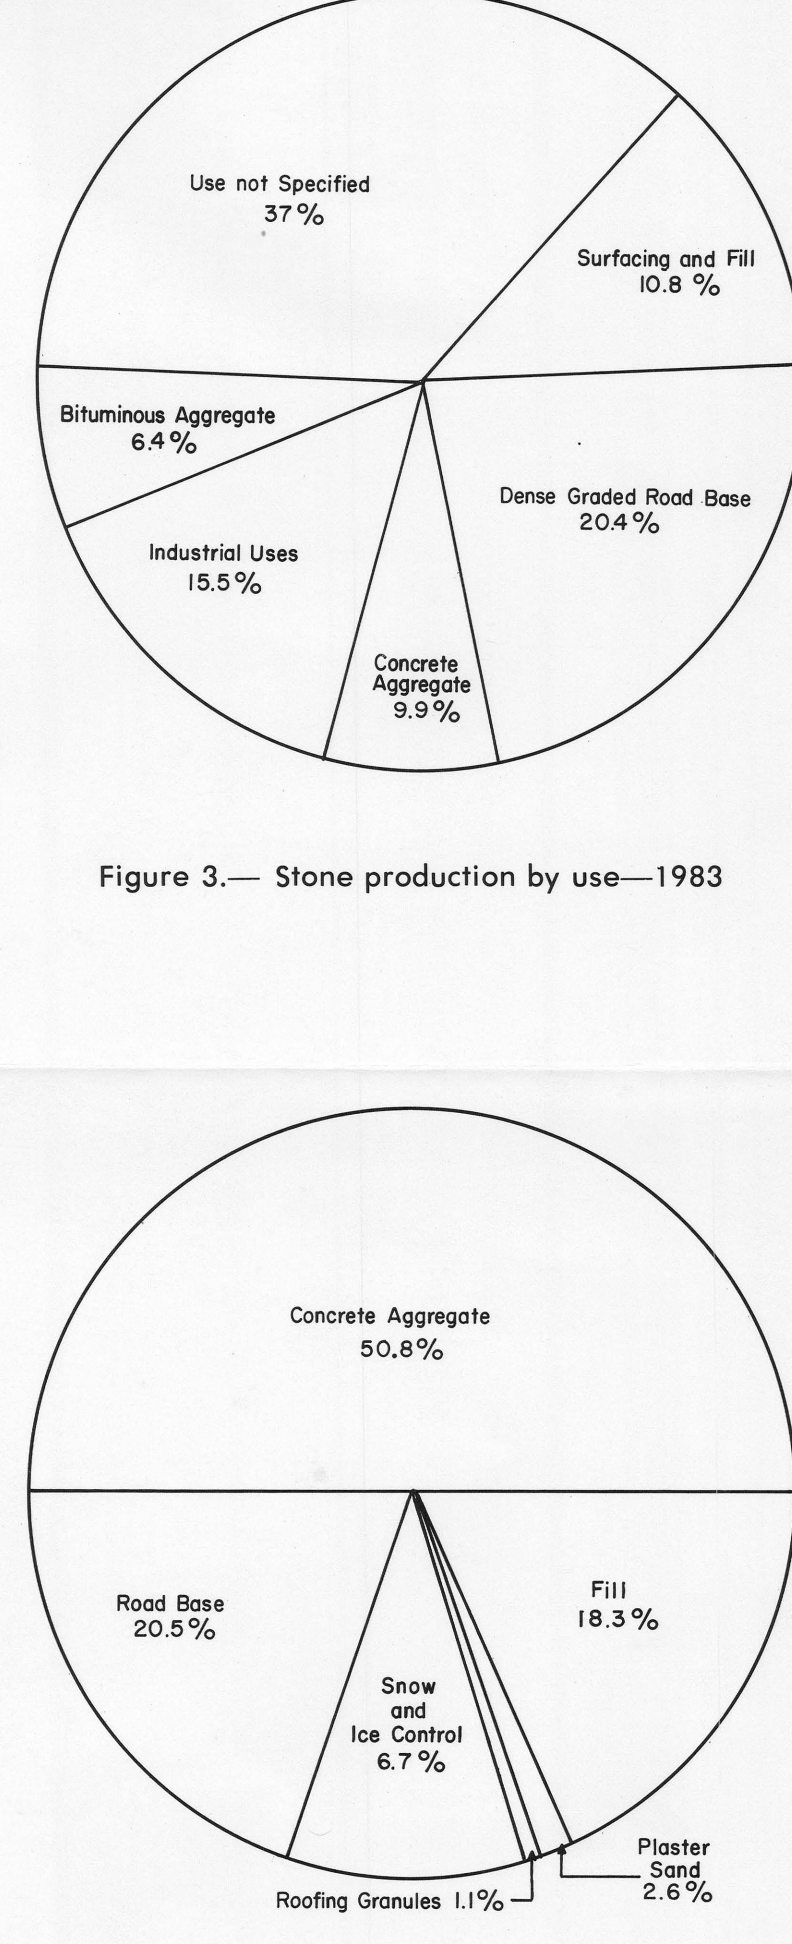 Use not Specified
37%
Surfacing and Fill
10.8 %
Bituminous Aggregate
6.4%
Dense Graded Road Base
20.4%
Industrial Uses
15.5%
Concrete
Aggregate
9.9%
Figure 3.— Stone production by use—1983
Concrete Aggregate
50.8%
Road Base
20.5%
Fill
18.3%
Snow
and
Ice Control
6.7%
Plaster
Sand
2.6%
Roofing Granules 1.1%